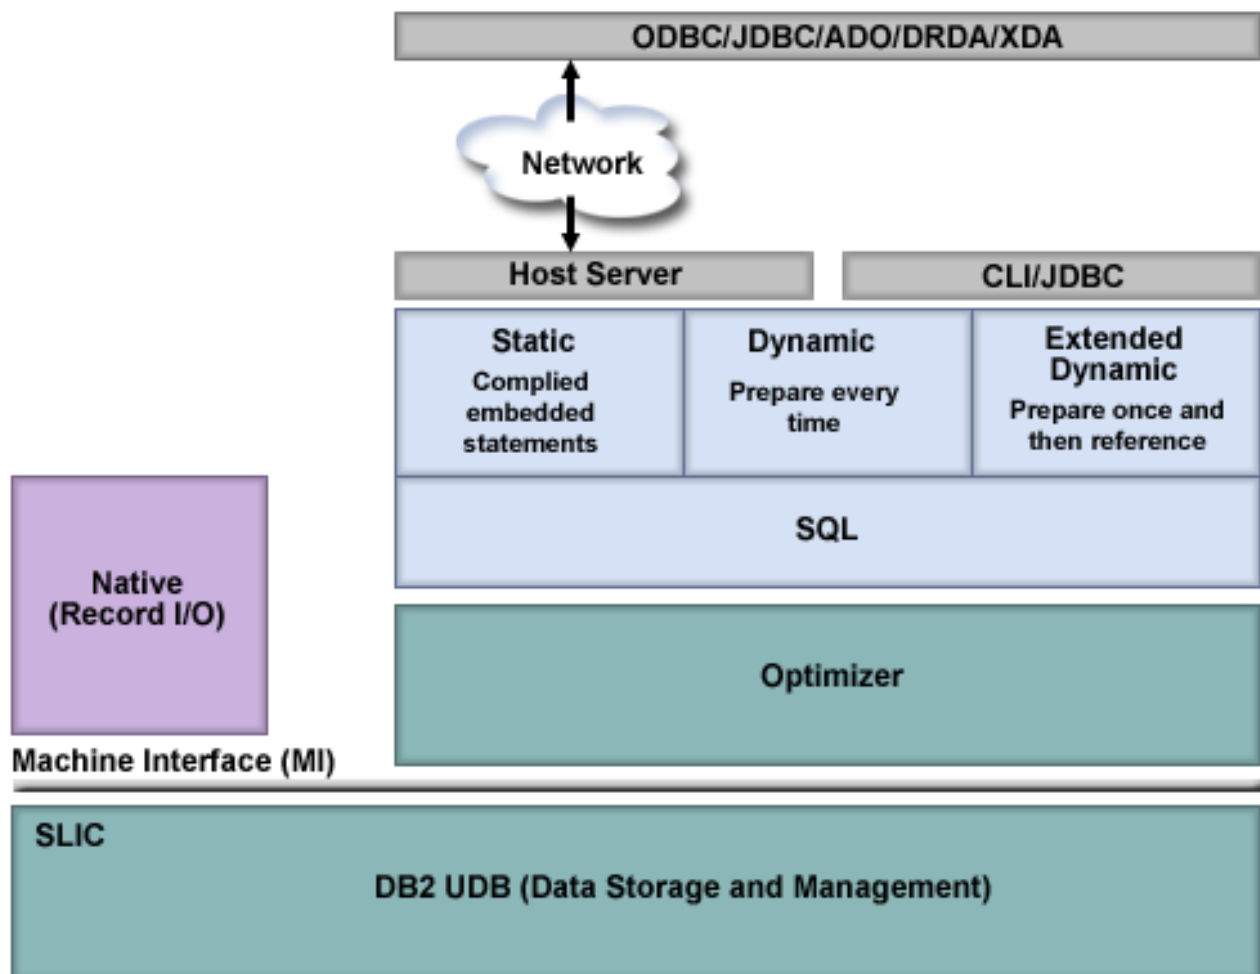 ODBC/JDBC/ADO/DRDA/XDA
Network
Host Server
CLI/JDBC
Static
Complied
embedded
statements
Dynamic
Prepare every
time
Extended
Dynamic
Prepare once and
then reference
SQL
Native
(Record I/O)
Optimizer
Machine Interface (MI)
SLIC
DB2 UDB (Data Storage and Management)